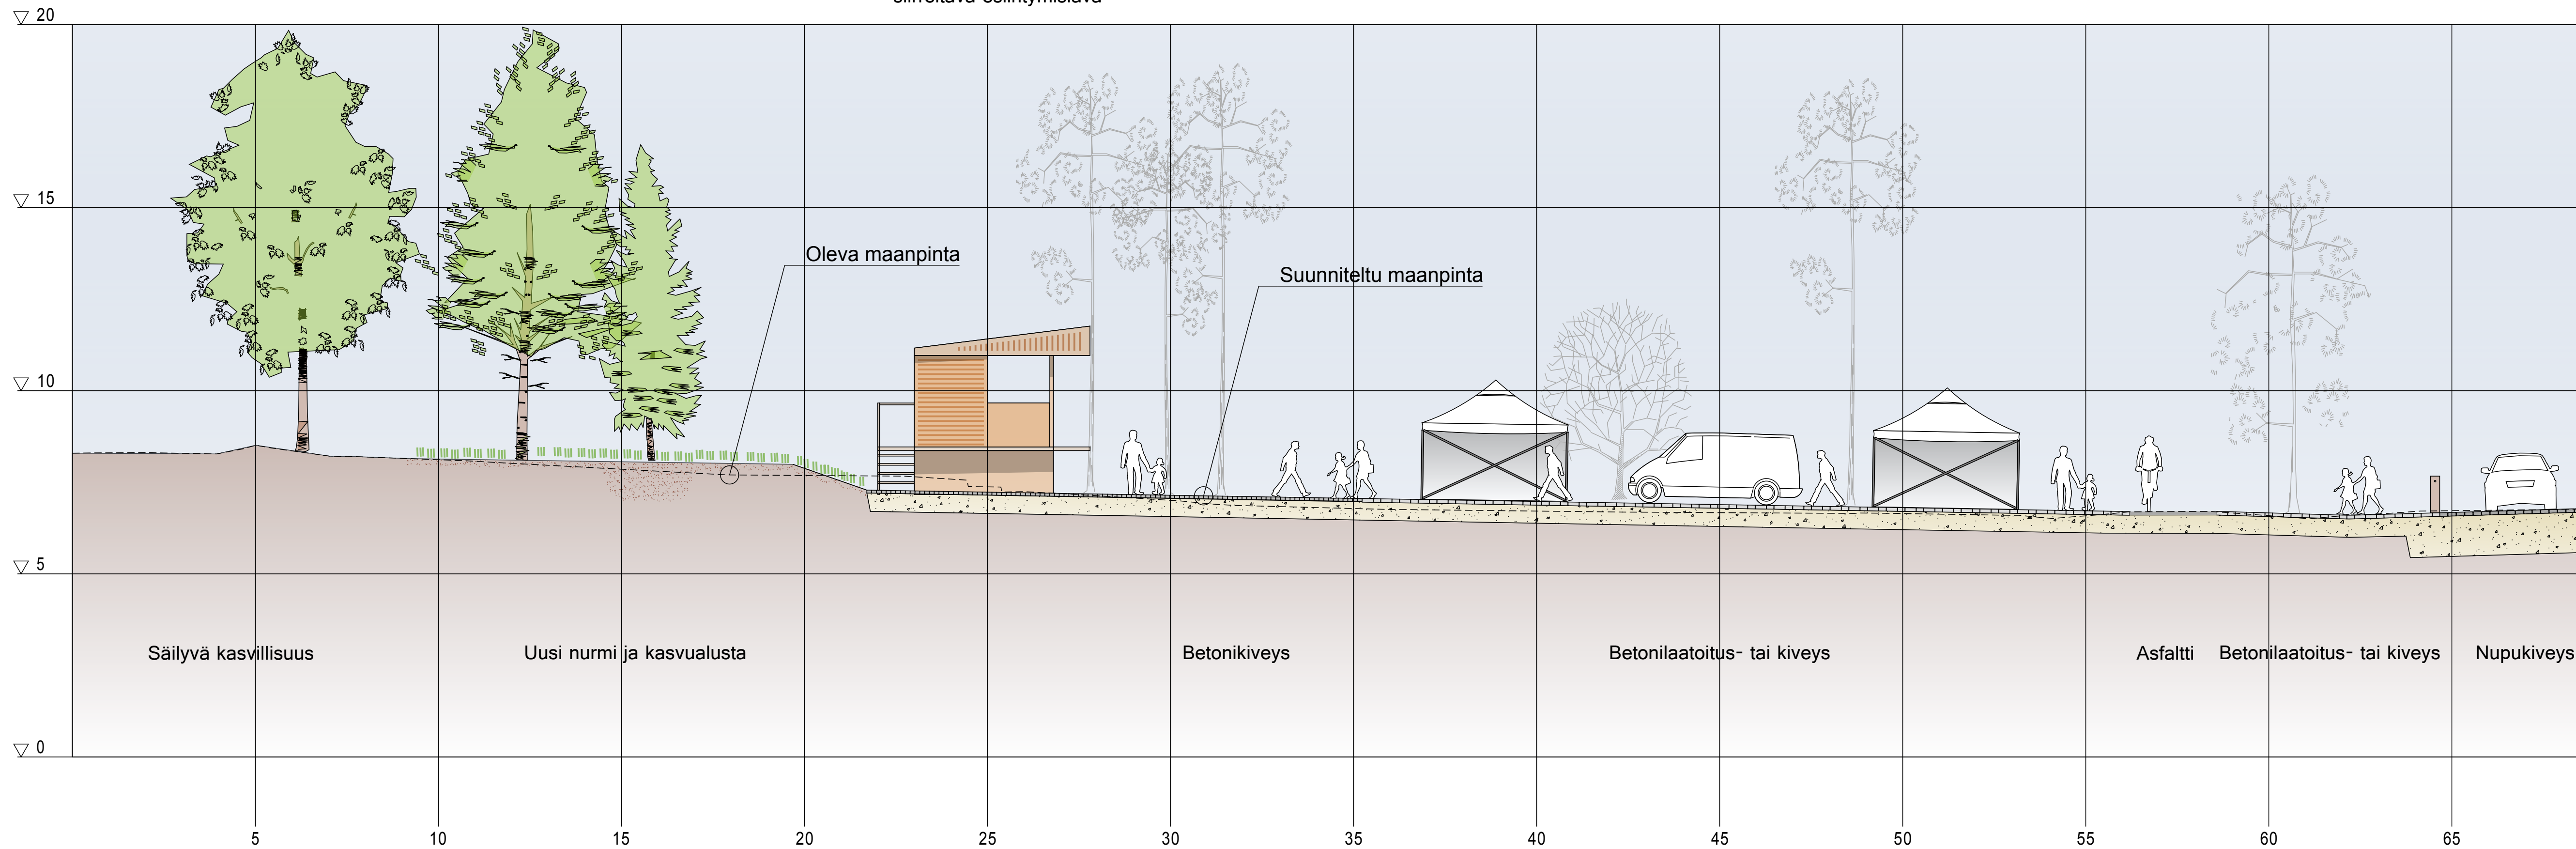 20
15
Oleva maanpinta
Suunniteltu maanpinta
10
5
Säilyvä kasvillisuus
Uusi nurmi ja kasvualusta
Betonikiveys
Betonilaatoitus- tai kiveys
Asfaltti
Betonilaatoitus- tai kiveys
Nupukiveys
0
5 10 15 20 25 30 35 40 45 50 55 60 65